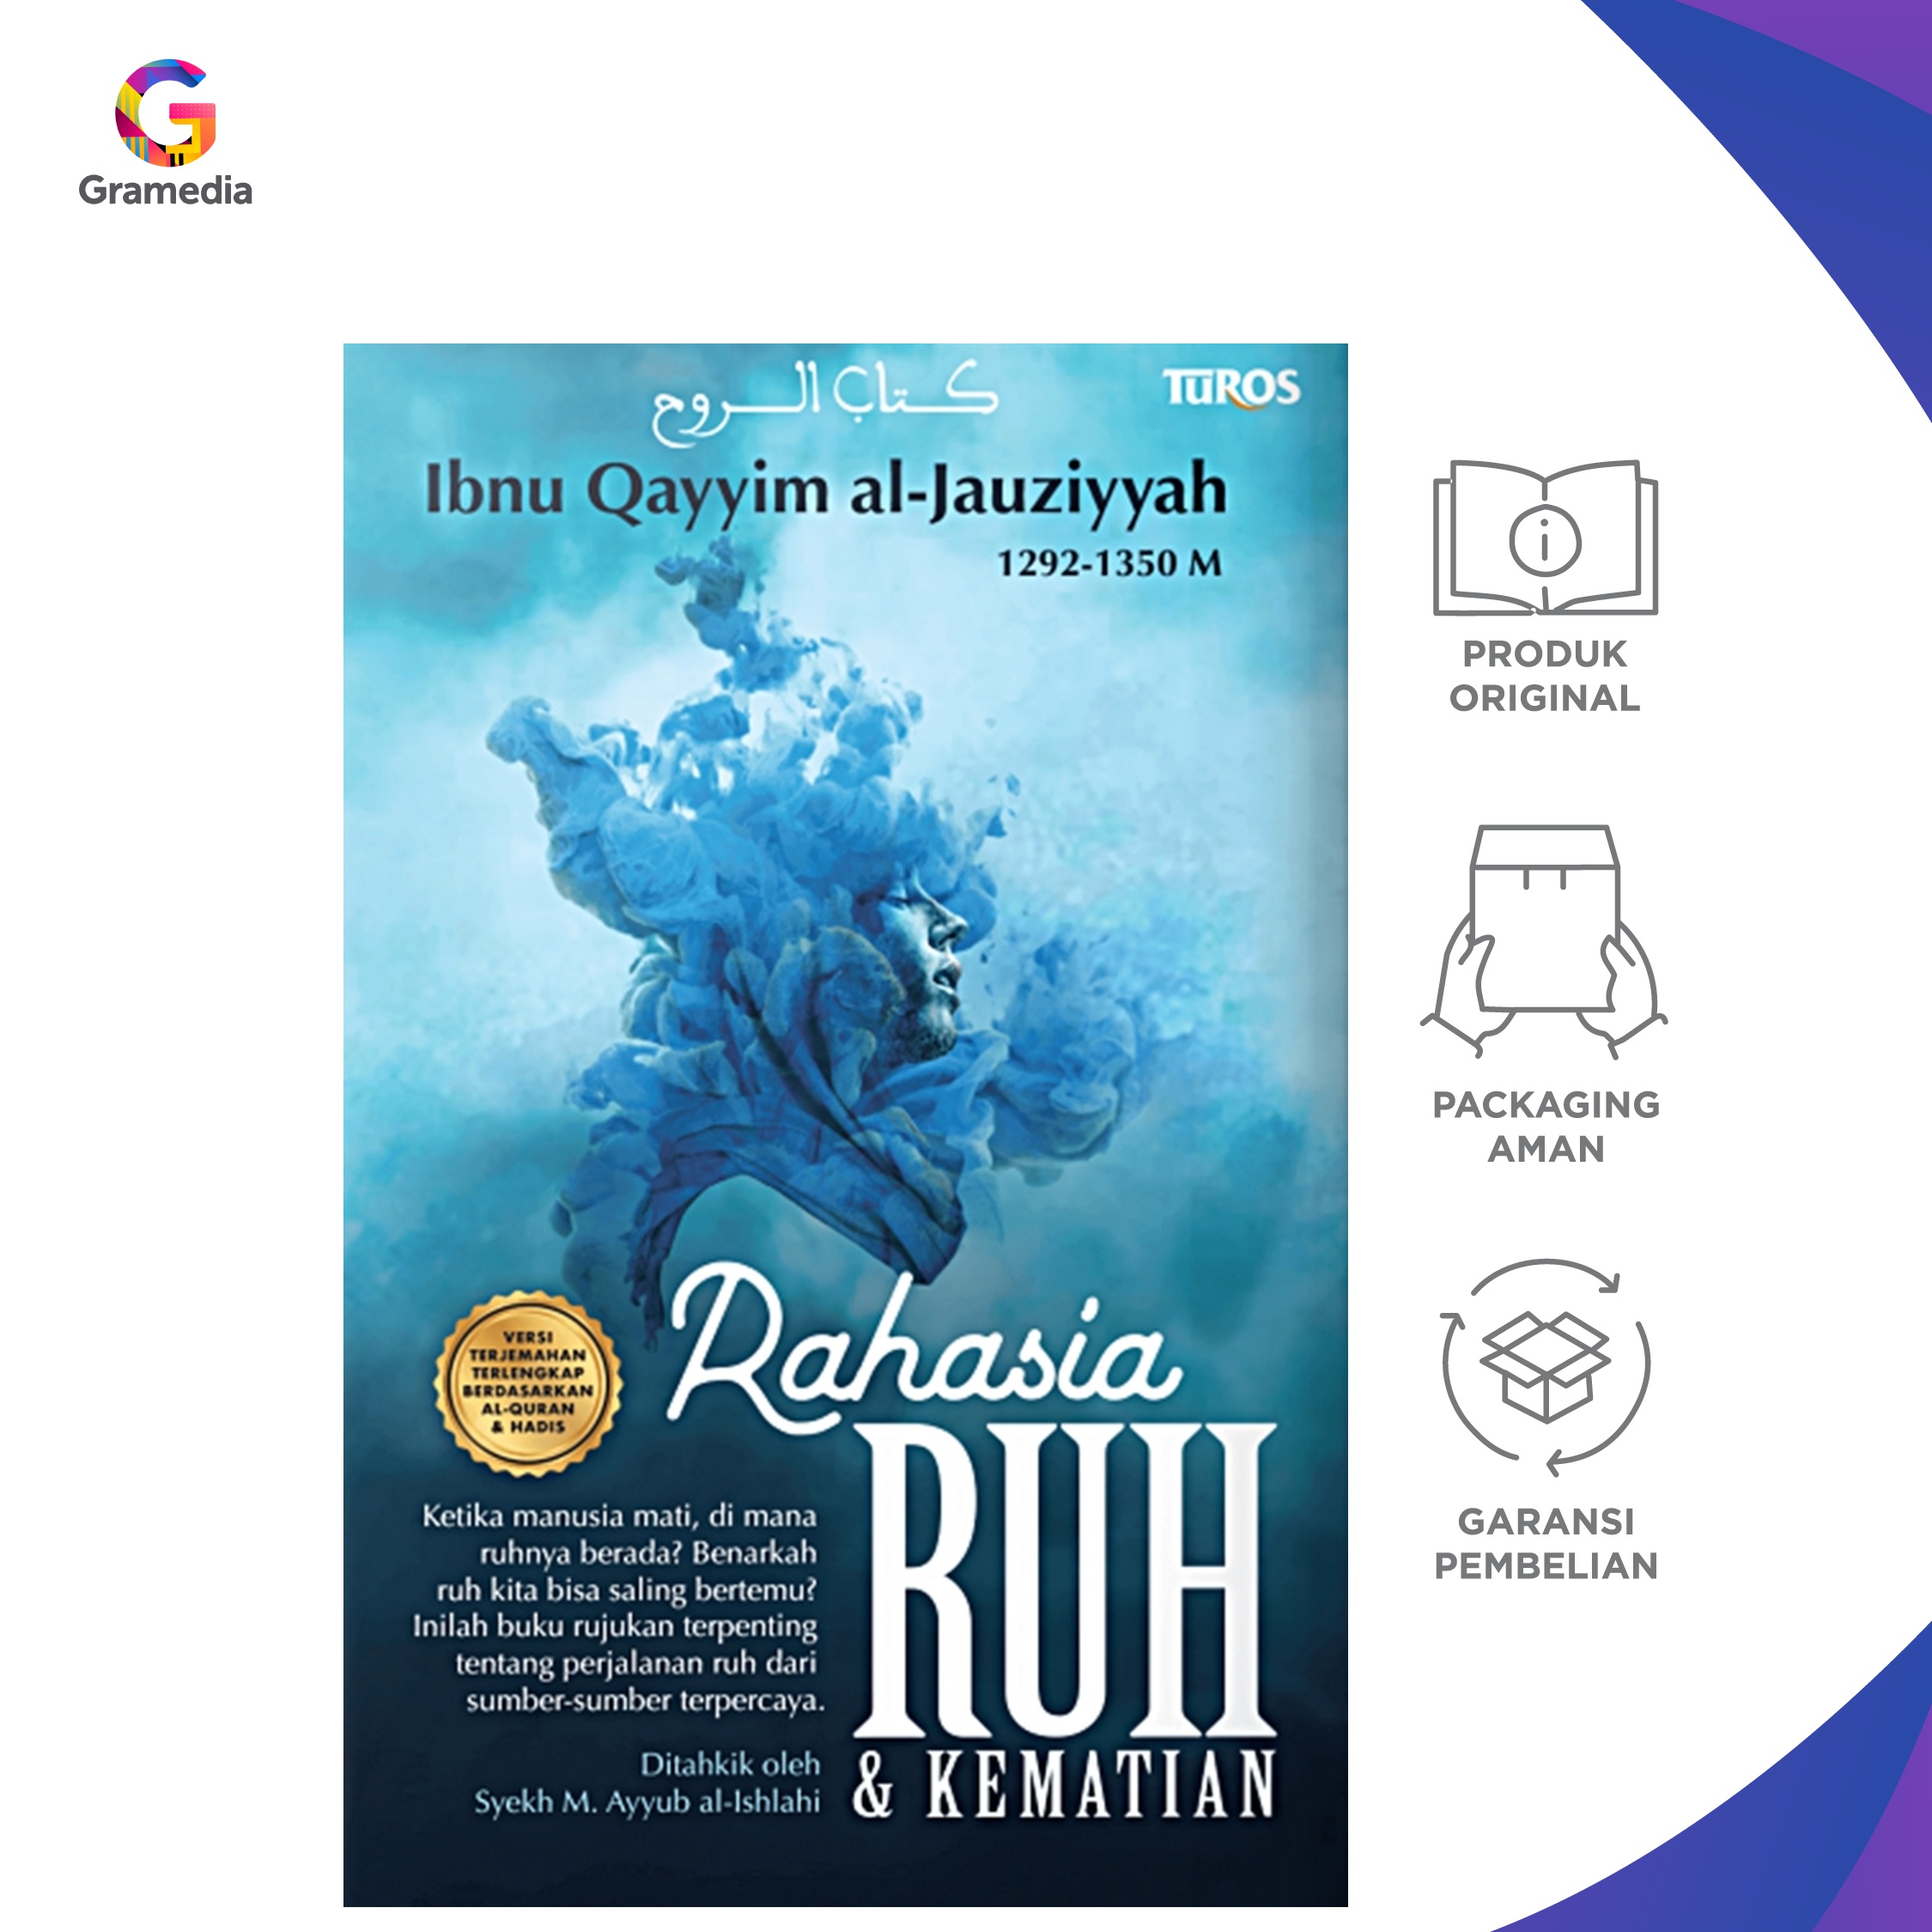 G
Gramedia
كتاب الروح
TUROS
Ibnu Qayyim al-Jauziyyah
1292-1350 M
VERSI
TERJEMAHAN
TERLENGKAP
BERDASARKAN
AL-QURAN
& HADIS
Rahasia
RUH
& KEMATIAN
Ketika manusia mati, di mana
ruhnya berada? Benarkah
ruh kita bisa saling bertemu?
Inilah buku rujukan terpenting
tentang perjalanan ruh dari
sumber-sumber terpercaya.
Ditahkik oleh
Syekh M. Ayyub al-Ishlahi
PRODUK
ORIGINAL
PACKAGING
AMAN
GARANSI
PEMBELIAN